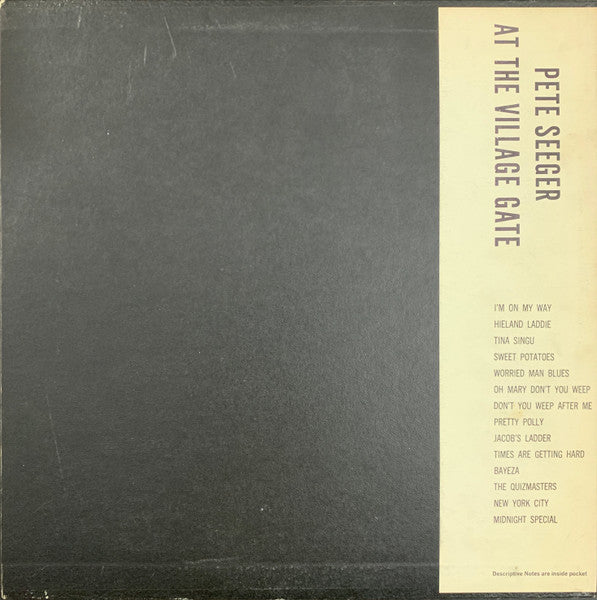 PETE SEEGER
AT THE VILLAGE GATE
I'M ON MY WAY
HIELAND LADDIE
TINA SINGU
SWEET POTATOES
WORRIED MAN BLUES
OH MARY DON'T YOU WEEP
DON'T YOU WEEP AFTER ME
PRETTY POLLY
JACOB'S LADDER
TIMES ARE GETTING HARD
BAYEZA
THE QUIZMASTERS
NEW YORK CITY
MIDNIGHT SPECIAL
Descriptive Notes are inside pocket